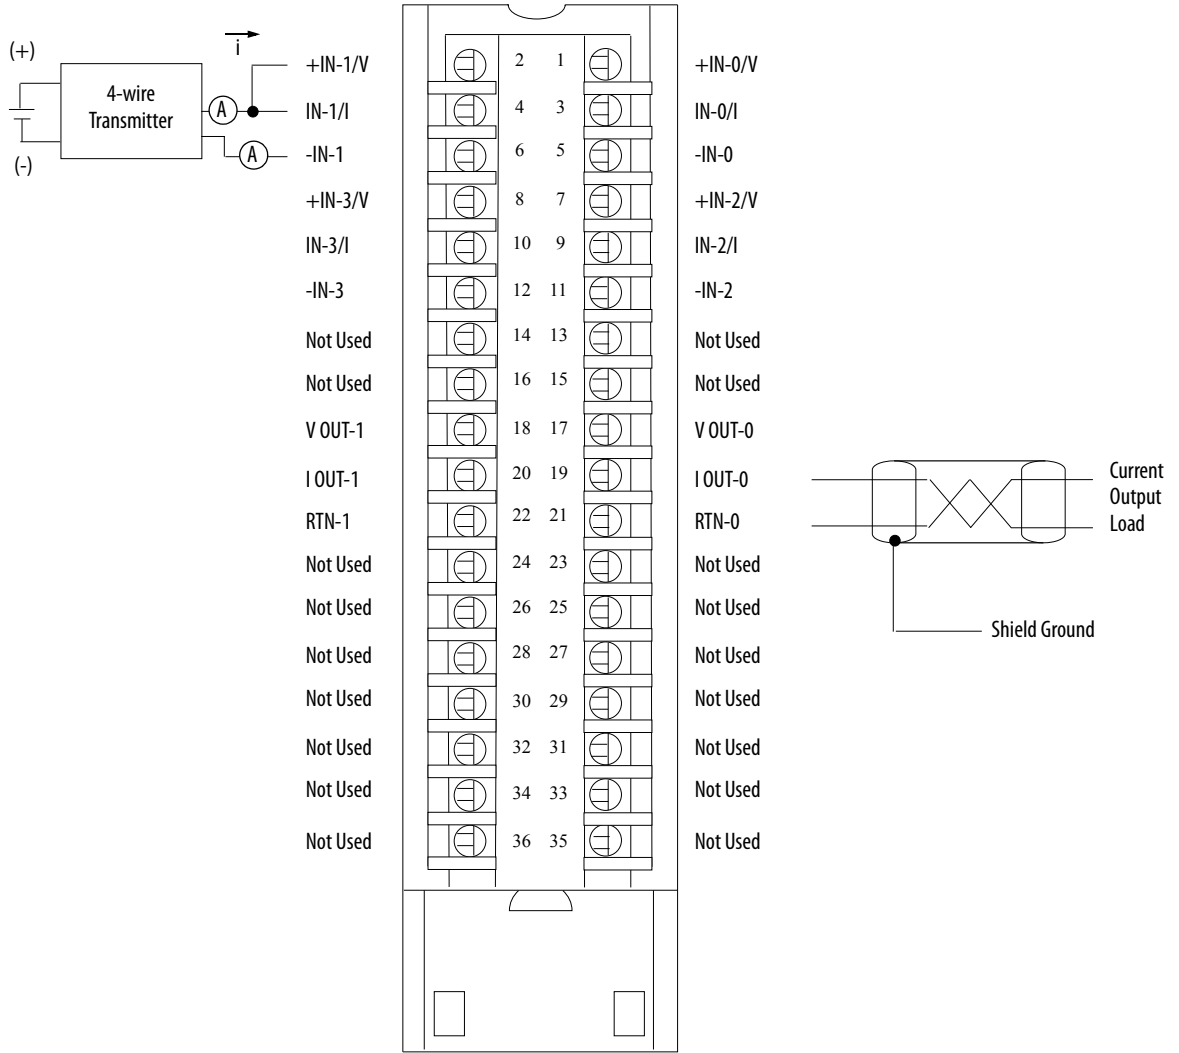 i
(+)
+IN-1/V 2 1 +IN-0/V
4-wire
Transmitter
A
IN-1/I 4 3 IN-0/I
A
-IN-1 6 5 -IN-0
(-)
+IN-3/V 8 7 +IN-2/V
IN-3/I 10 9 IN-2/I
-IN-3 12 11 -IN-2
Not Used 14 13 Not Used
Not Used 16 15 Not Used
V OUT-1 18 17 V OUT-0
I OUT-1 20 19 I OUT-0
Current
Output
Load
RTN-1 22 21 RTN-0
Not Used 24 23 Not Used
Not Used 26 25 Not Used
Shield Ground
Not Used 28 27 Not Used
Not Used 30 29 Not Used
Not Used 32 31 Not Used
Not Used 34 33 Not Used
Not Used 36 35 Not Used